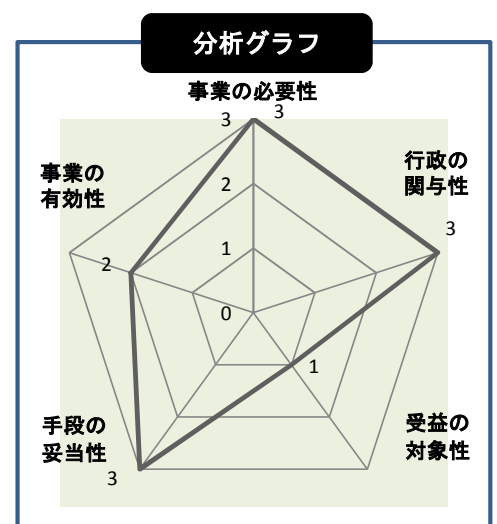 分析グラフ
事業の必要性
3
3
行政の
関与性
3
事業の
有効性
2
2
1
0
1
受益の
対象性
手段の
妥当性
3